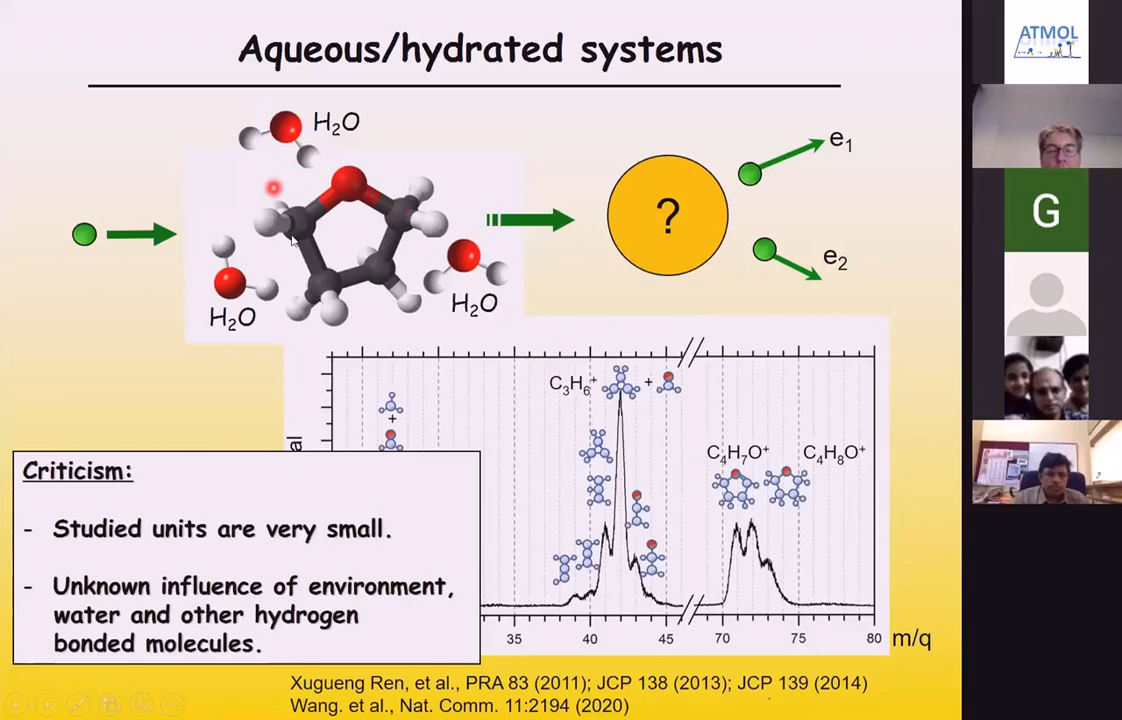 Aqueous/hydrated systems
ATMOL
H₂O
e₁
?
e₂
G
H₂O
H₂O
C₃H₆⁺
+
+
C₄H₇O⁺
C₄H₈O⁺
al
Criticism:
- Studied units are very small.
- Unknown influence of environment,
water and other hydrogen
bonded molecules.
35 40 45 70 75 80 m/q
Xugueng Ren, et al., PRA 83 (2011); JCP 138 (2013); JCP 139 (2014)
Wang. et al., Nat. Comm. 11:2194 (2020)